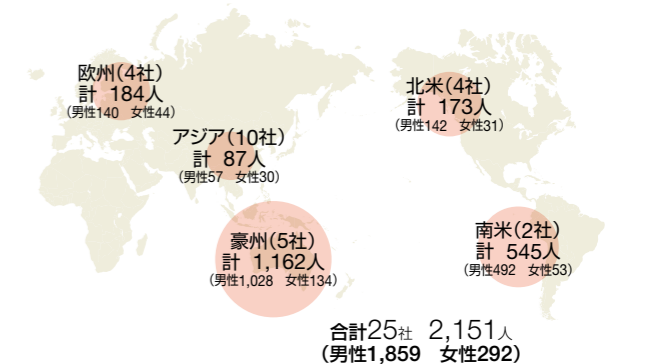 欧州（4社）
計 184人
（男性140 女性44）
北米（4社）
計 173人
（男性142 女性31）
アジア（10社）
計 87人
（男性57 女性30）
豪州（5社）
計 1,162人
（男性1,028 女性134）
南米（2社）
計 545人
（男性492 女性53）
合計25社 2,151人
（男性1,859 女性292）